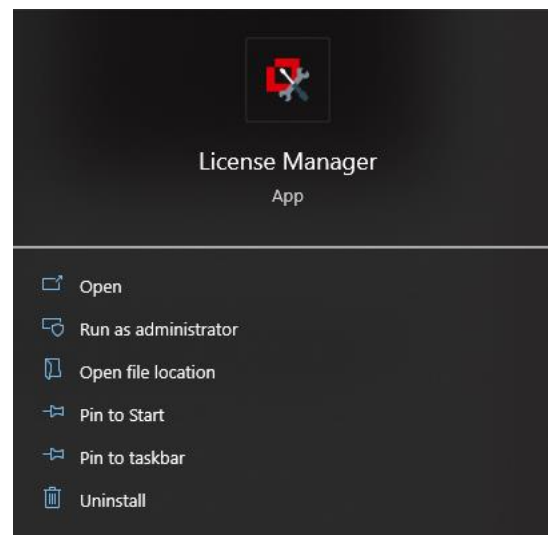 License Manager
App
Open
Run as administrator
Open file location
Pin to Start
Pin to taskbar
Uninstall